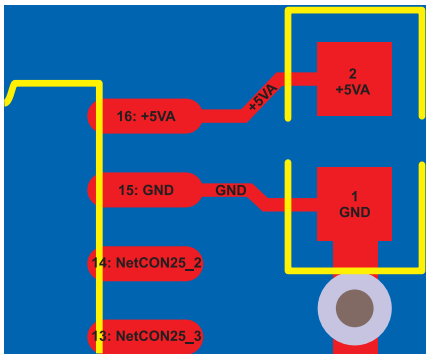 2
+5VA
16: +5VA
+5VA
15: GND
GND
1
GND
14: NetCON25_2
13: NetCON25_3